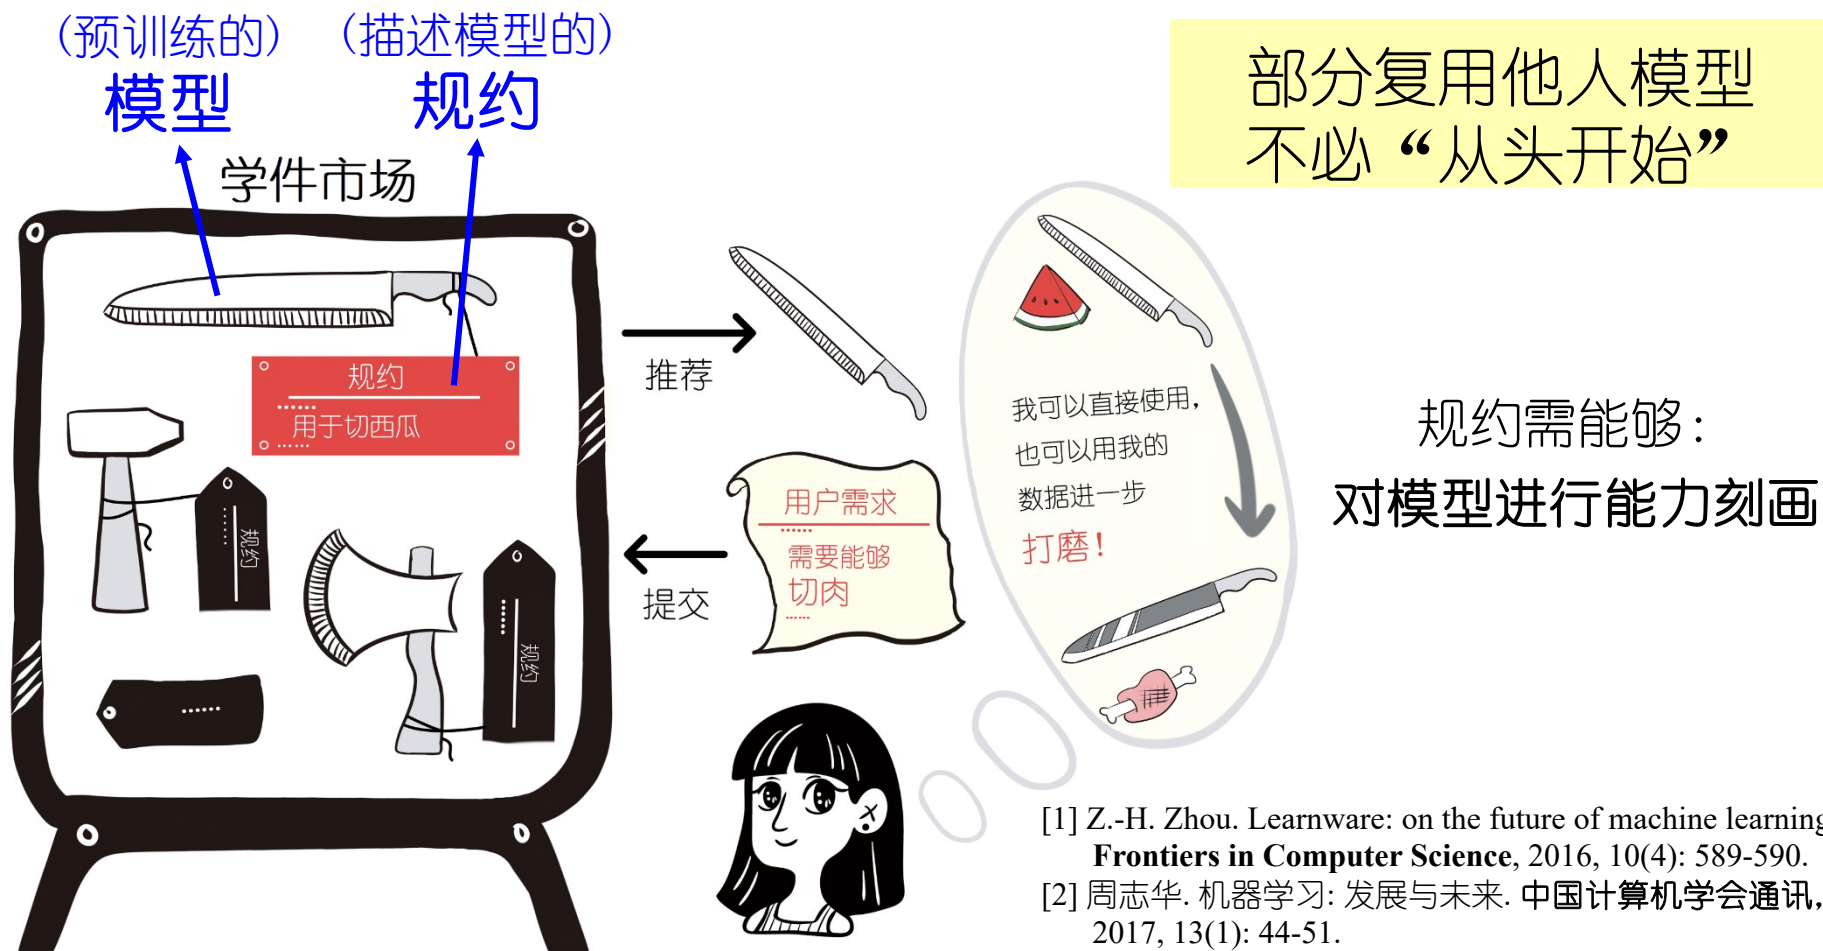 (预训练的)
模型
(描述模型的)
规约
部分复用他人模型
不必“从头开始”
学件市场
规约
......
用于切西瓜
......
规约
......
规约
......
......
推荐
提交
用户需求
......
需要能够
切肉
......
我可以直接使用，
也可以用我的
数据进一步
打磨！
规约需能够：
对模型进行能力刻画
[1] Z.-H. Zhou. Learnware: on the future of machine learning
Frontiers in Computer Science, 2016, 10(4): 589-590.
[2] 周志华. 机器学习: 发展与未来. 中国计算机学会通讯,
2017, 13(1): 44-51.